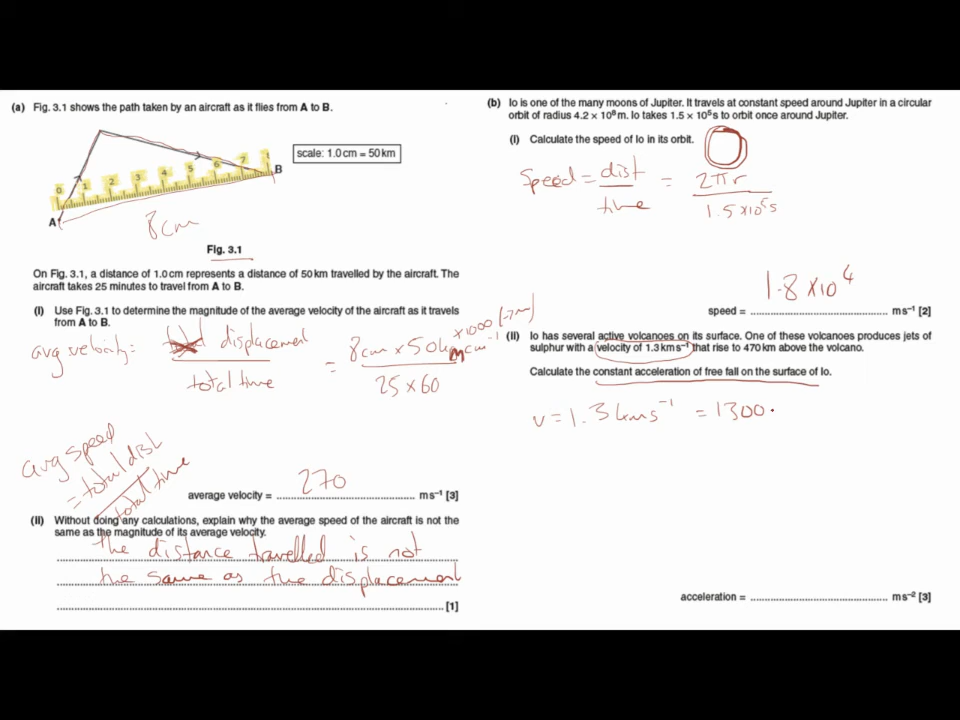 (a) Fig. 3.1 shows the path taken by an aircraft as it flies from A to B.
scale: 1.0 cm = 50 km
0 1 2 3 4 5 6 7
B
A
8cm
Fig. 3.1
On Fig. 3.1, a distance of 1.0 cm represents a distance of 50 km travelled by the aircraft. The
aircraft takes 25 minutes to travel from A to B.
(i) Use Fig. 3.1 to determine the magnitude of the average velocity of the aircraft as it travels
from A to B.
×1000 (→m)
avg velocity = displacement / total time = 8cm × 50km cm⁻¹ / 25 × 60
avg speed
= total dist / total time
270
average velocity = ........ m s⁻¹ [3]
(ii) Without doing any calculations, explain why the average speed of the aircraft is not the
same as the magnitude of its average velocity.
the distance travelled is not
the same as the displacement
[1]
(b) Io is one of the many moons of Jupiter. It travels at constant speed around Jupiter in a circular
orbit of radius 4.2 × 10⁸ m. Io takes 1.5 × 10⁵ s to orbit once around Jupiter.
(i) Calculate the speed of Io in its orbit.
Speed = dist / time = 2πr / 1.5×10⁵s
1.8 ×10⁴
speed = ........ m s⁻¹ [2]
(ii) Io has several active volcanoes on its surface. One of these volcanoes produces jets of
sulphur with a velocity of 1.3 km s⁻¹ that rise to 470 km above the volcano.
Calculate the constant acceleration of free fall on the surface of Io.
v = 1.3 kms⁻¹ = 1300
acceleration = ........ m s⁻² [3]